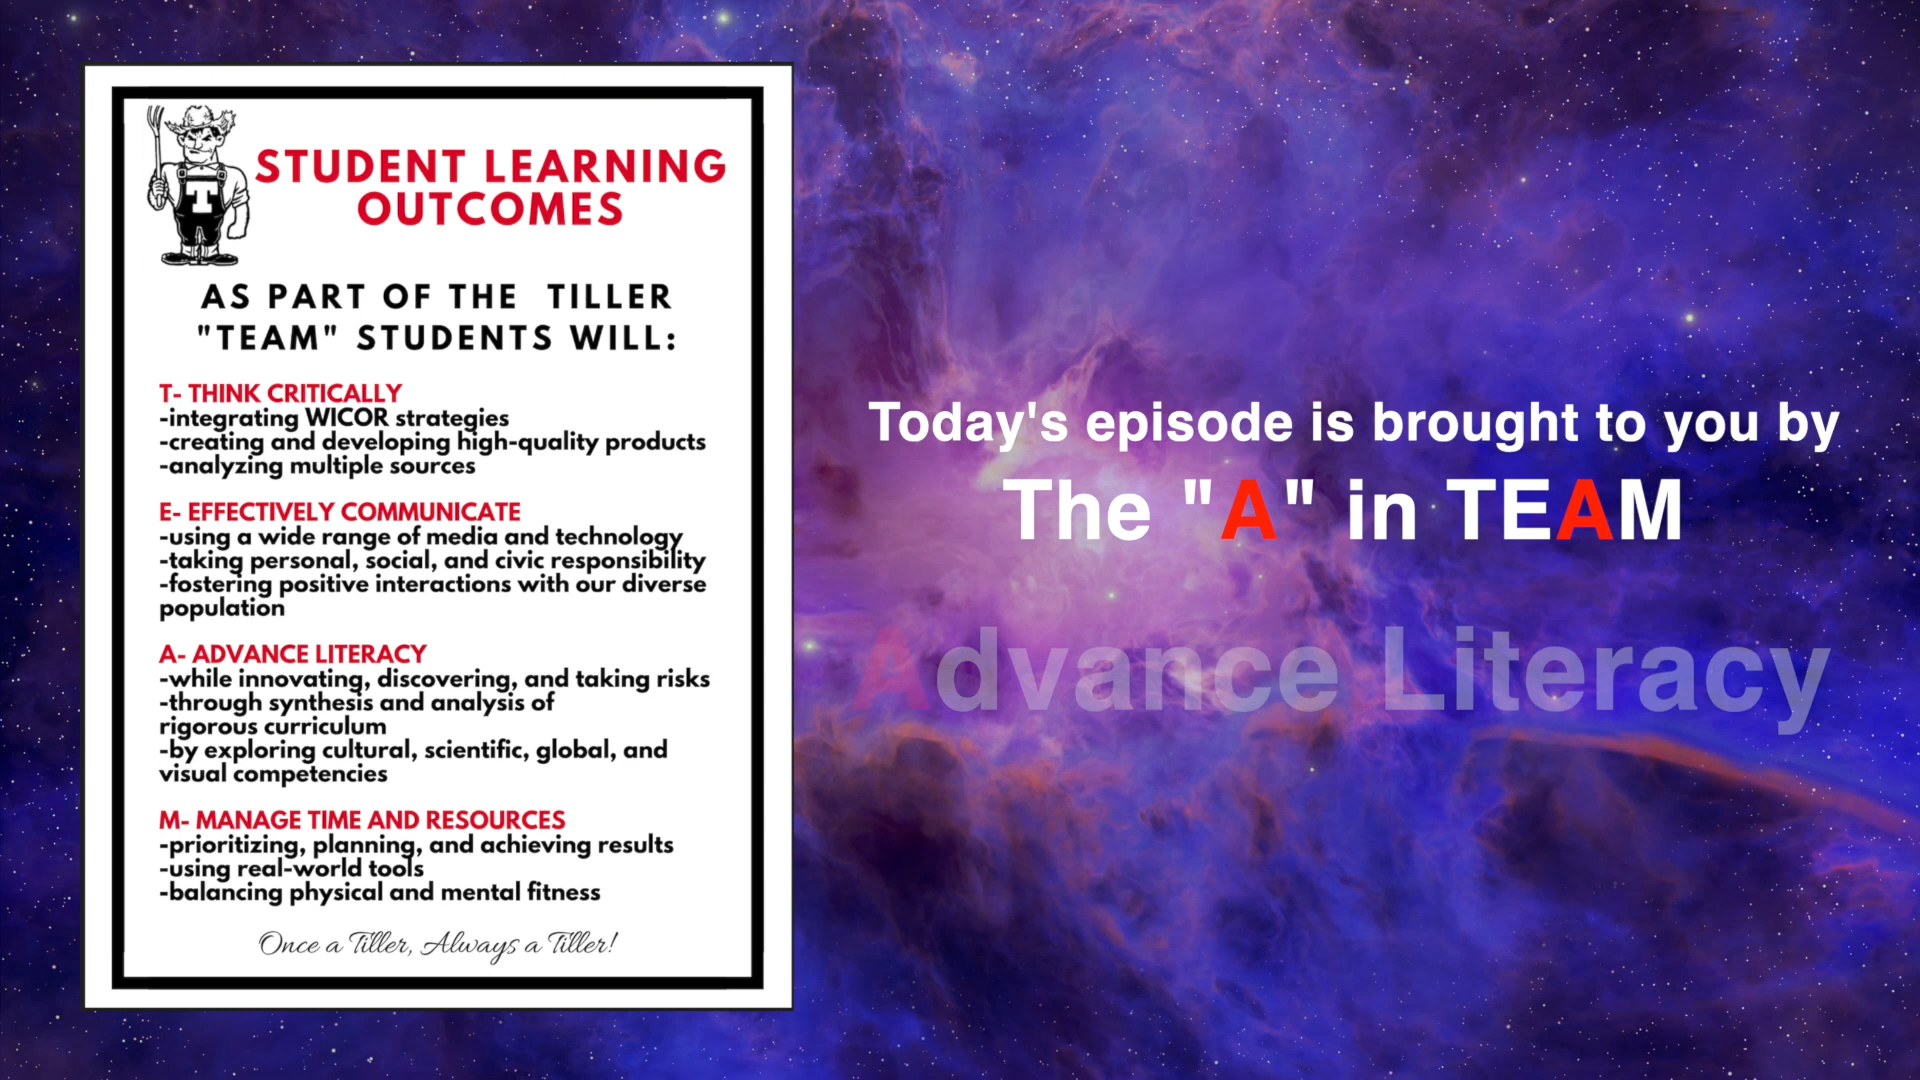 T
STUDENT LEARNING
OUTCOMES
AS PART OF THE TILLER
"TEAM" STUDENTS WILL:
T- THINK CRITICALLY
-integrating WICOR strategies
-creating and developing high-quality products
-analyzing multiple sources
E- EFFECTIVELY COMMUNICATE
-using a wide range of media and technology
-taking personal, social, and civic responsibility
-fostering positive interactions with our diverse
population
A- ADVANCE LITERACY
-while innovating, discovering, and taking risks
-through synthesis and analysis of
rigorous curriculum
-by exploring cultural, scientific, global, and
visual competencies
M- MANAGE TIME AND RESOURCES
-prioritizing, planning, and achieving results
-using real-world tools
-balancing physical and mental fitness
Once a Tiller, Always a Tiller!
Today's episode is brought to you by
The "A" in TEAM
Advance Literacy